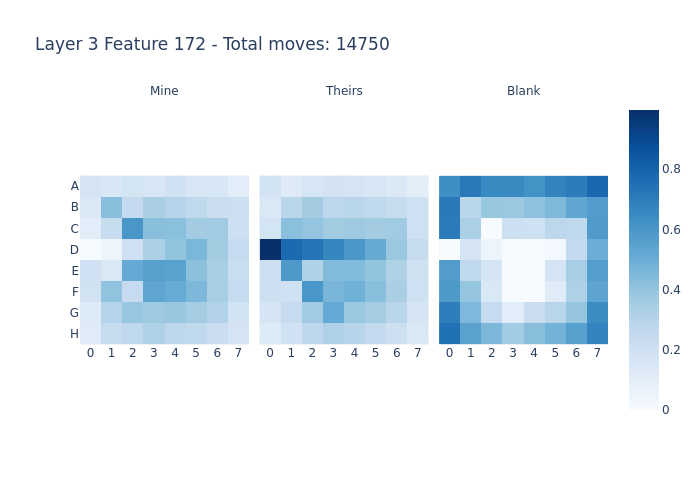 Layer 3 Feature 172 - Total moves: 14750
Mine Theirs Blank
A
B
C
D
E
F
G
H
0 1 2 3 4 5 6 7 0 1 2 3 4 5 6 7 0 1 2 3 4 5 6 7
0.8
0.6
0.4
0.2
0